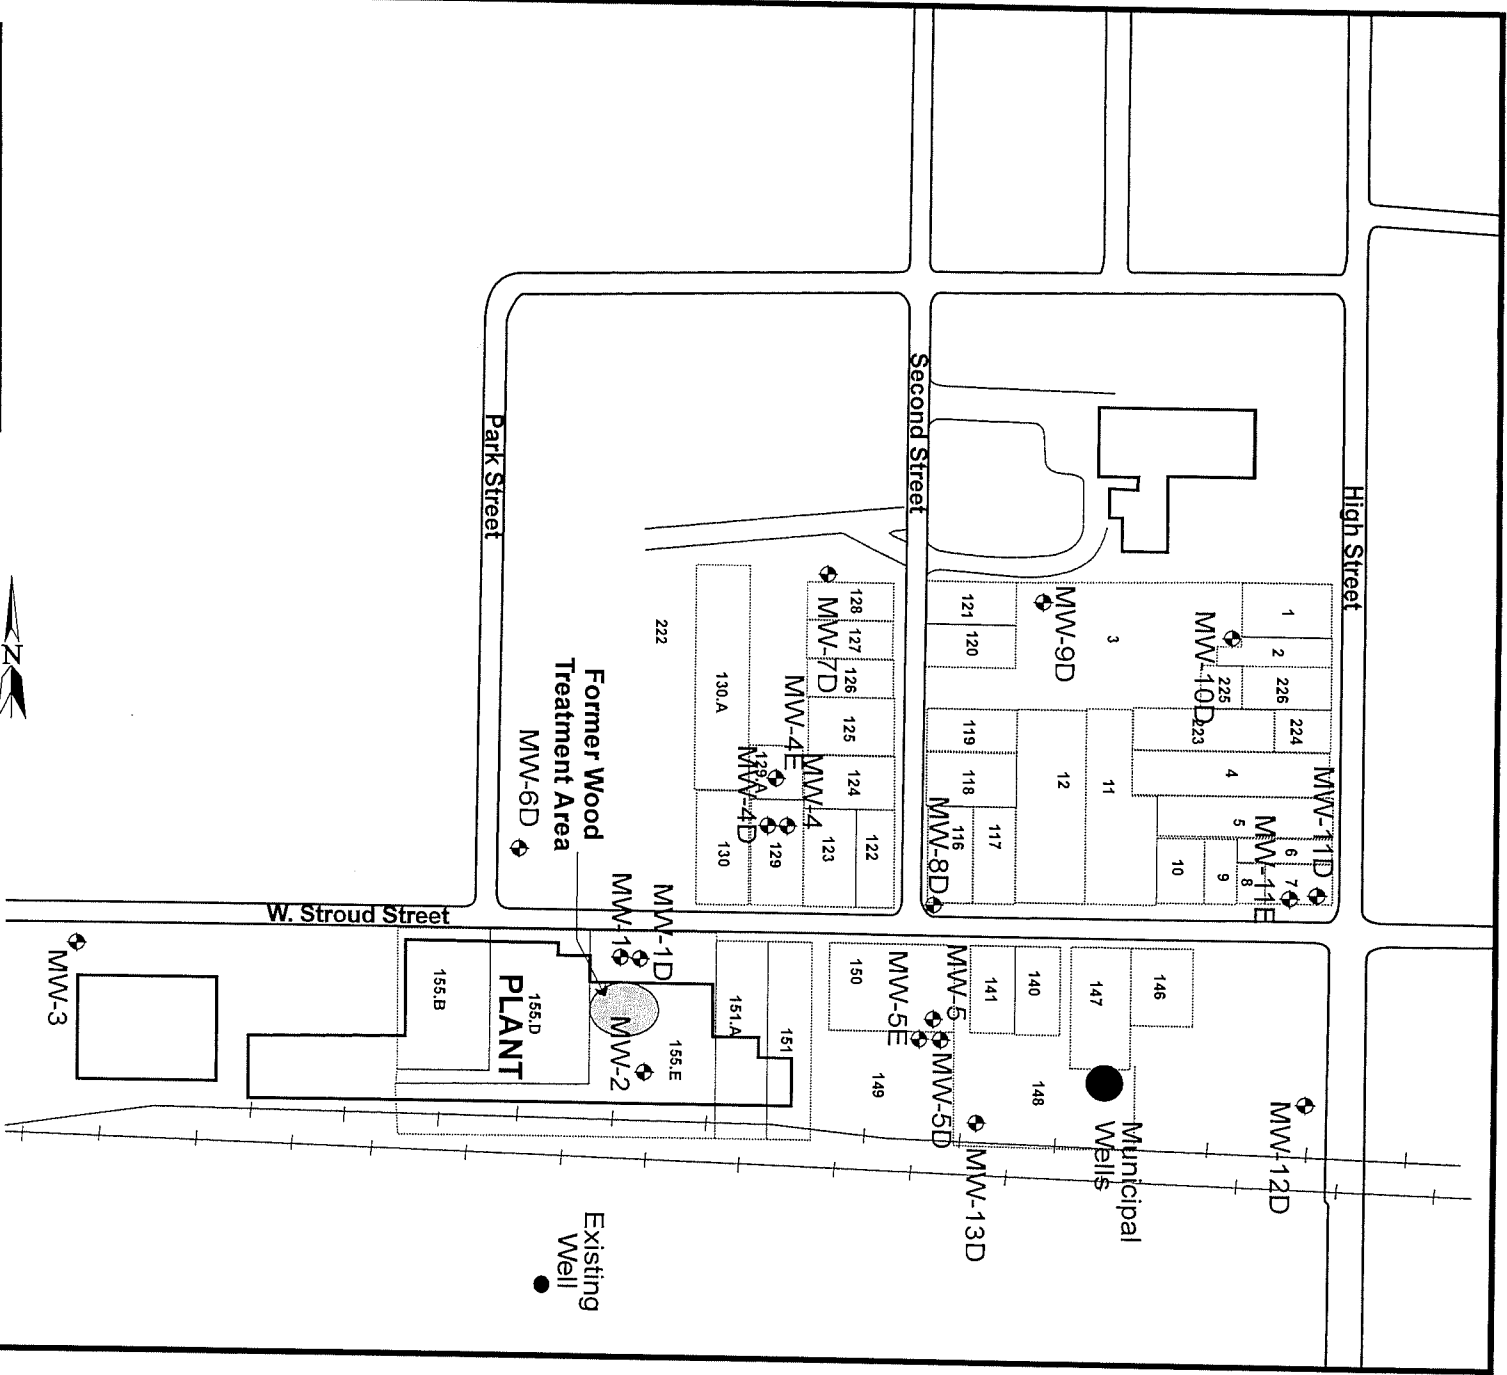 High Street
Second Street
Park Street
W. Stroud Street
1
2
3
226
225
224
223
4
5
6
7
8
9
10
11
12
MW-10D
MW-9D
MW-11D
MW-11E
121
120
119
118
117
116
MW-8D
128
127
126
125
124
123
122
MW-7D
MW-4E
MW-4
MW-4D
129.A
129
130.A
130
222
Former Wood
Treatment Area
MW-6D
MW-1D
MW-1
MW-2
MW-3
PLANT
155.B
155.D
155.E
151.A
151
150
149
148
147
146
141
140
MW-5
MW-5E
MW-5D
MW-13D
MW-12D
Municipal
Wells
Existing
Well
N